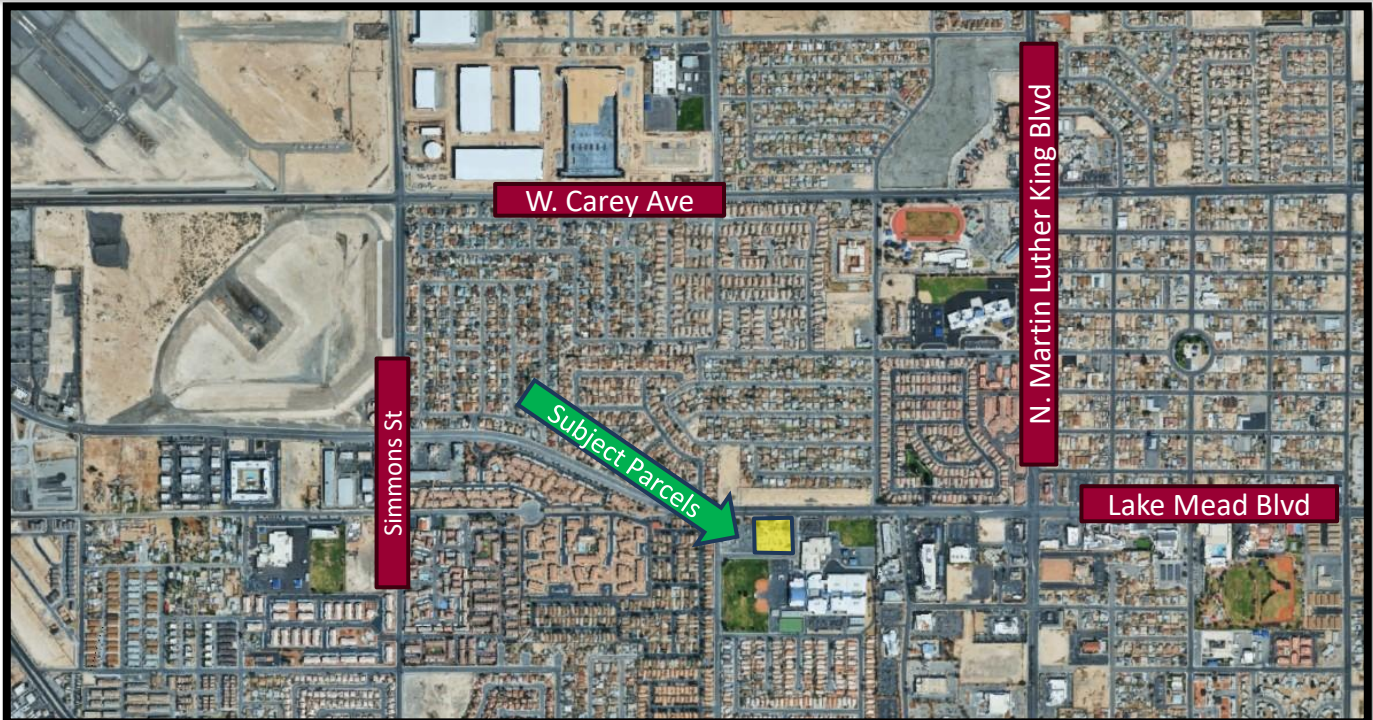 W. Carey Ave
N. Martin Luther King Blvd
Simmons St
Subject Parcels
Lake Mead Blvd